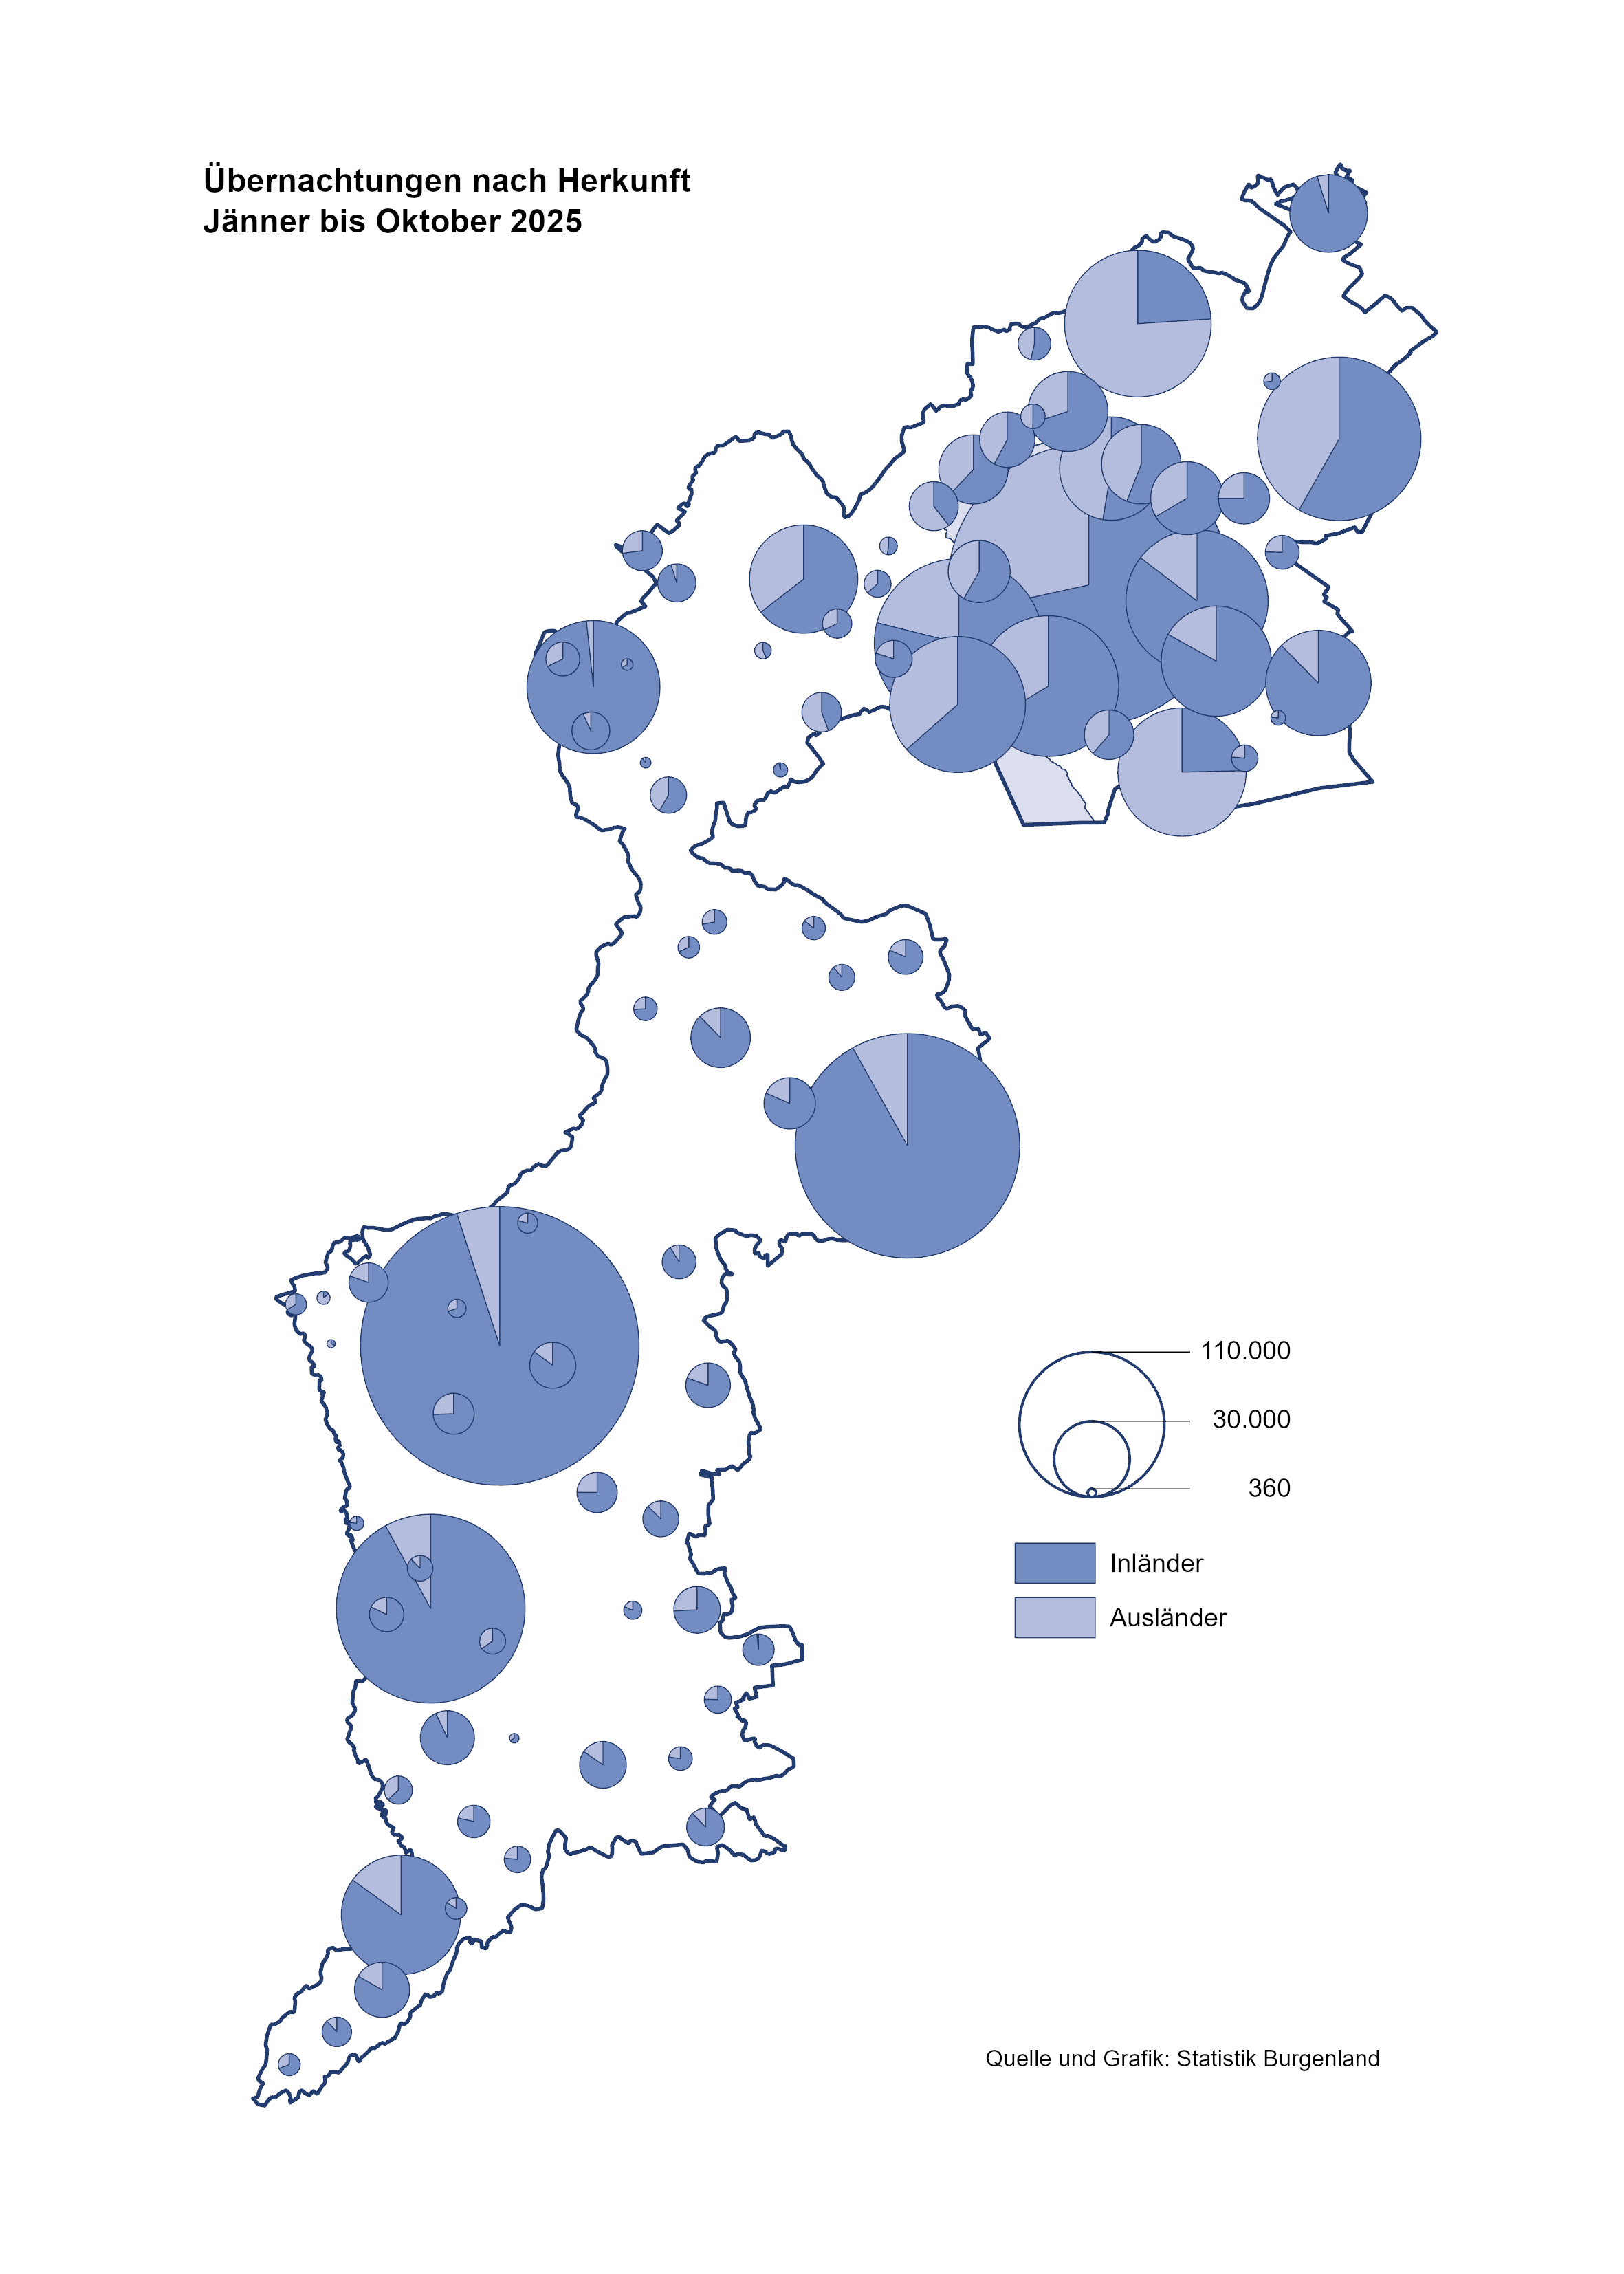 Übernachtungen nach Herkunft
Jänner bis Oktober 2025
110.000
30.000
360
Inländer
Ausländer
Quelle und Grafik: Statistik Burgenland